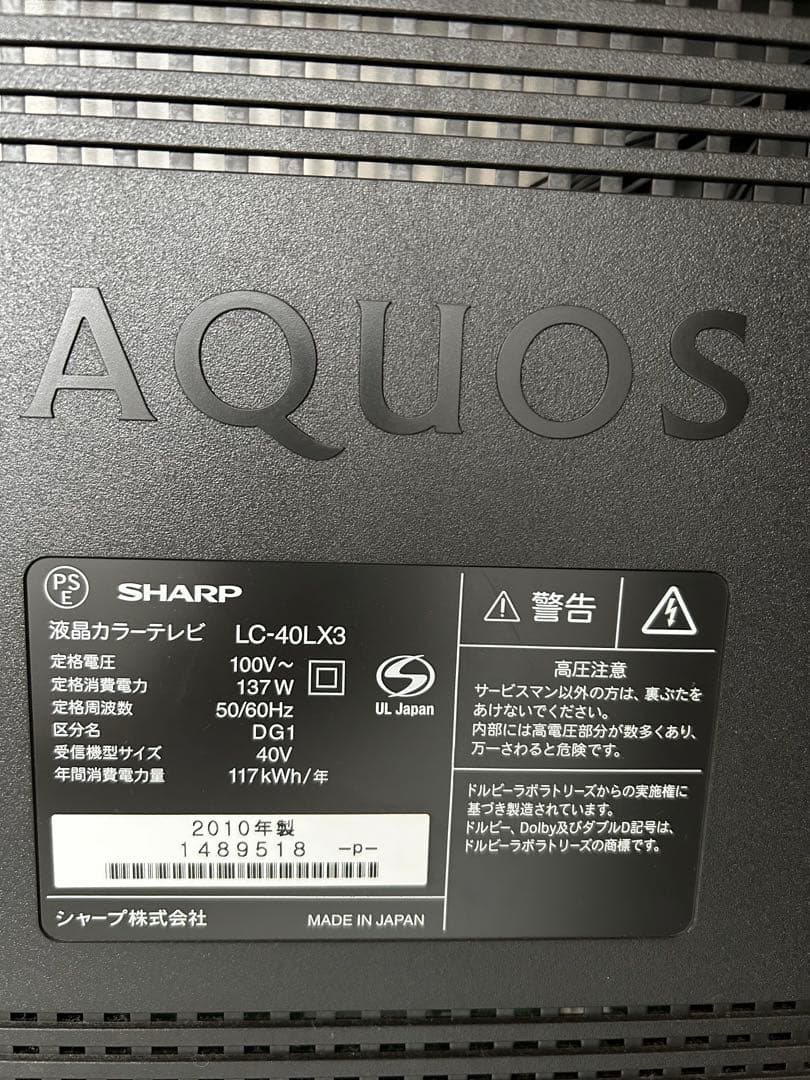 AQUOS
PS
E
SHARP
液晶カラーテレビ LC-40LX3
定格電圧 100V～
定格消費電力 137W
定格周波数 50/60Hz
区分名 DG1
受信機型サイズ 40V
年間消費電力量 117kWh/年
UL Japan
2010年製
1489518 -p-
シャープ株式会社 MADE IN JAPAN
警告
高圧注意
サービスマン以外の方は、裏ぶたを
あけないでください。
内部には高電圧部分が数多くあり、
万一さわると危険です。
ドルビーラボラトリーズからの実施権に
基づき製造されています。
ドルビー、Dolby及びダブルD記号は、
ドルビーラボラトリーズの商標です。